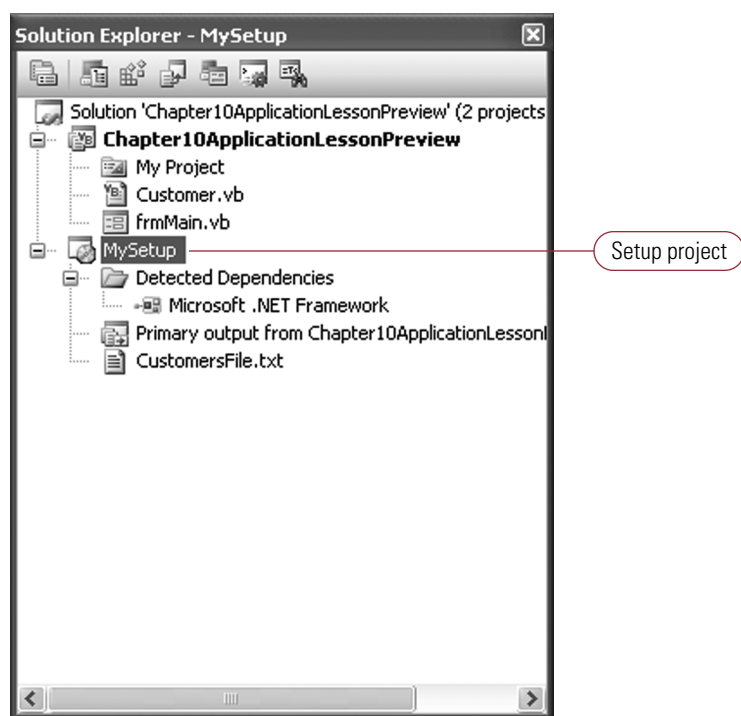 Solution Explorer - MySetup
Solution 'Chapter10ApplicationLessonPreview' (2 projects
Chapter10ApplicationLessonPreview
My Project
Customer.vb
frmMain.vb
MySetup
Setup project
Detected Dependencies
Microsoft .NET Framework
Primary output from Chapter10ApplicationLesson
CustomersFile.txt